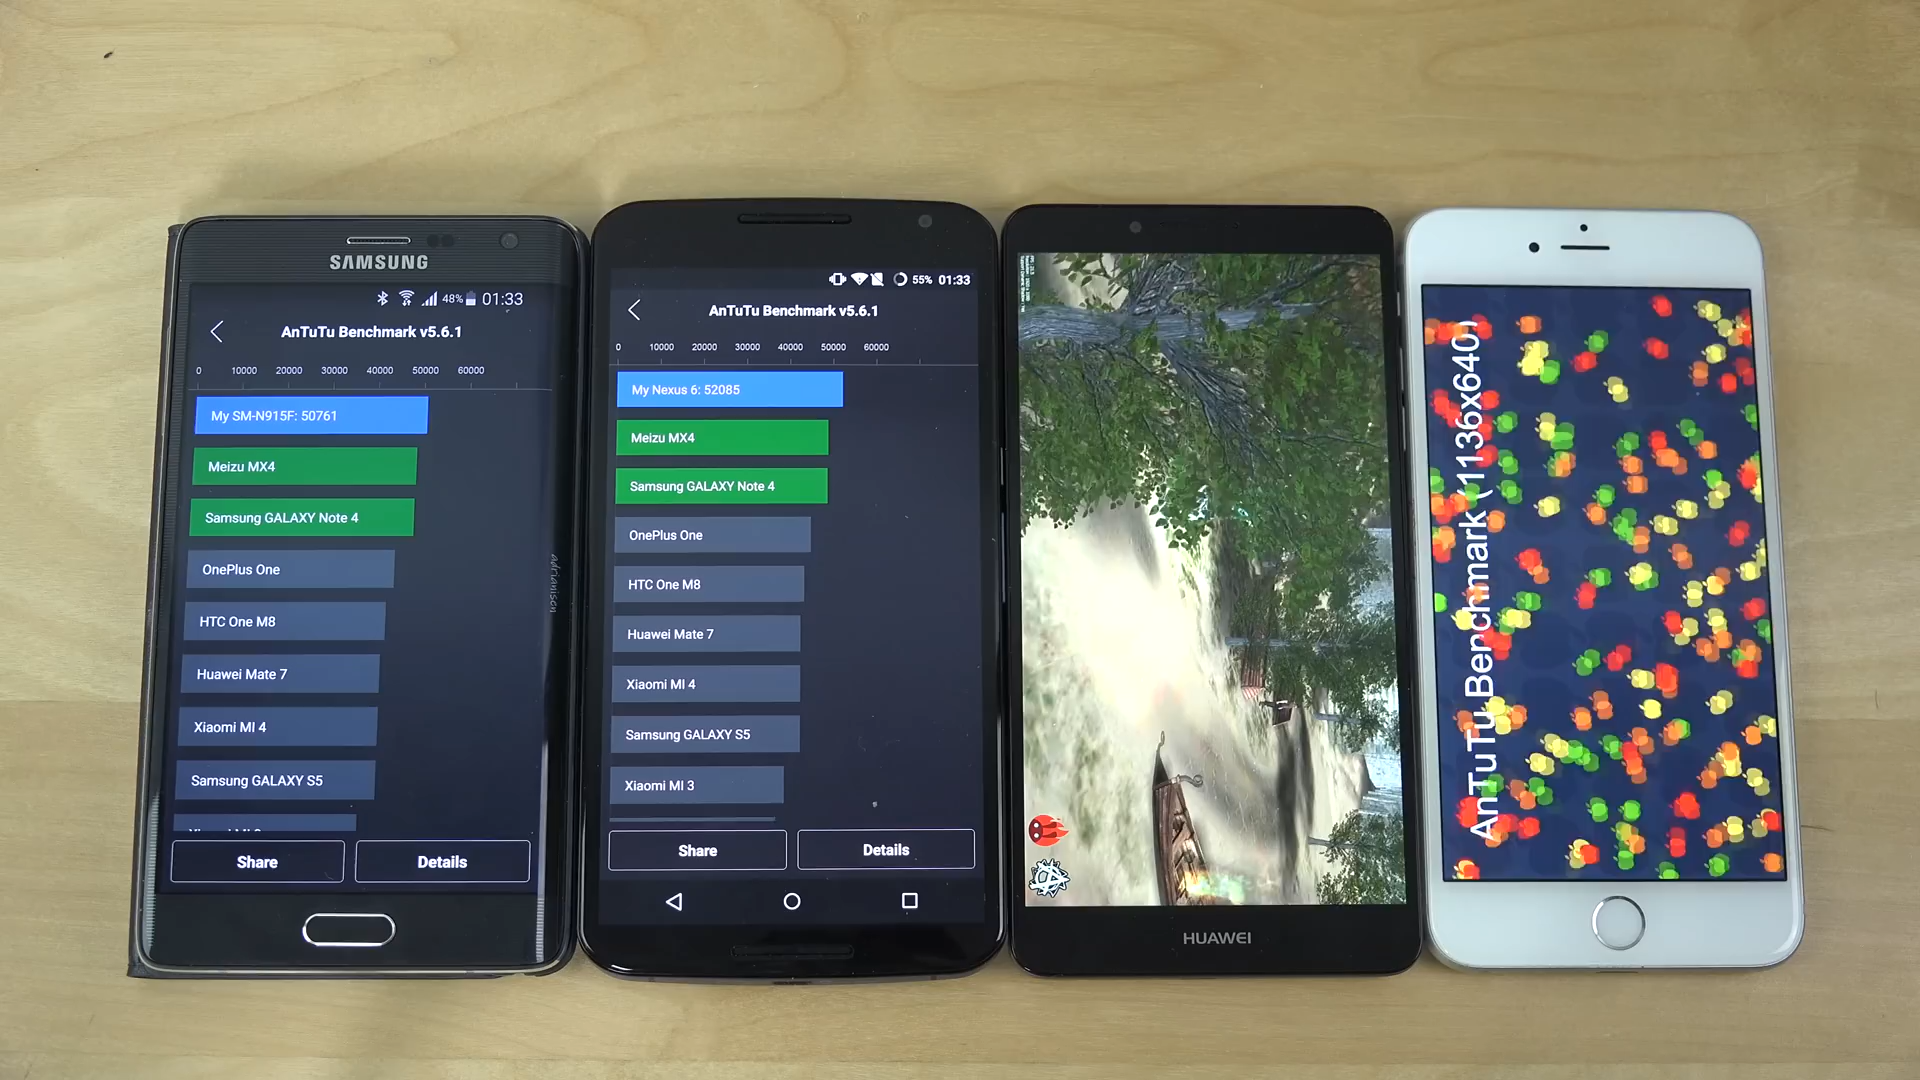 SAMSUNG
48% 01:33
AnTuTu Benchmark v5.6.1
0 10000 20000 30000 40000 50000 60000
My SM-N915F: 50761
Meizu MX4
Samsung GALAXY Note 4
OnePlus One
HTC One M8
Huawei Mate 7
Xiaomi MI 4
Samsung GALAXY S5
Share Details
adrianisen
55% 01:33
AnTuTu Benchmark v5.6.1
0 10000 20000 30000 40000 50000 60000
My Nexus 6: 52085
Meizu MX4
Samsung GALAXY Note 4
OnePlus One
HTC One M8
Huawei Mate 7
Xiaomi MI 4
Samsung GALAXY S5
Xiaomi MI 3
Share Details
HUAWEI
AnTuTu Benchmark (1136x640)